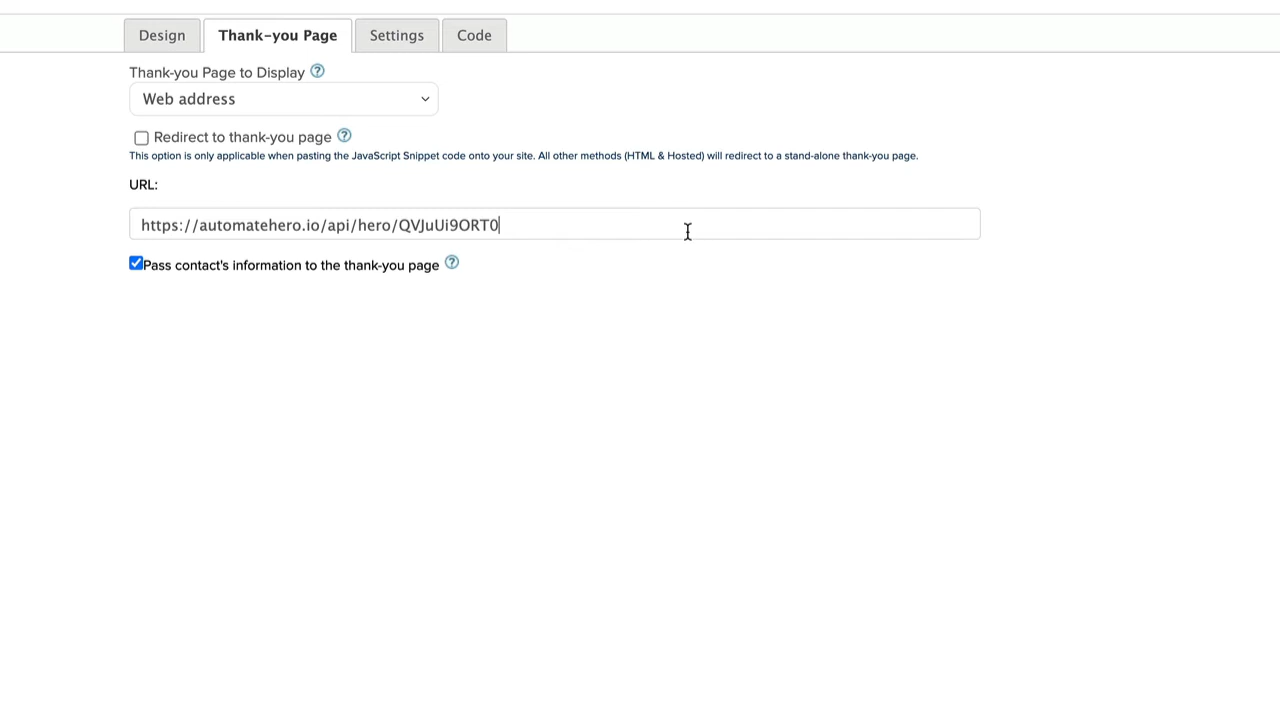 Design
Thank-you Page
Settings
Code
Thank-you Page to Display ?
Web address
Redirect to thank-you page ?
This option is only applicable when pasting the JavaScript Snippet code onto your site. All other methods (HTML & Hosted) will redirect to a stand-alone thank-you page.
URL:
https://automatehero.io/api/hero/QVJuUi9ORT0
Pass contact's information to the thank-you page ?